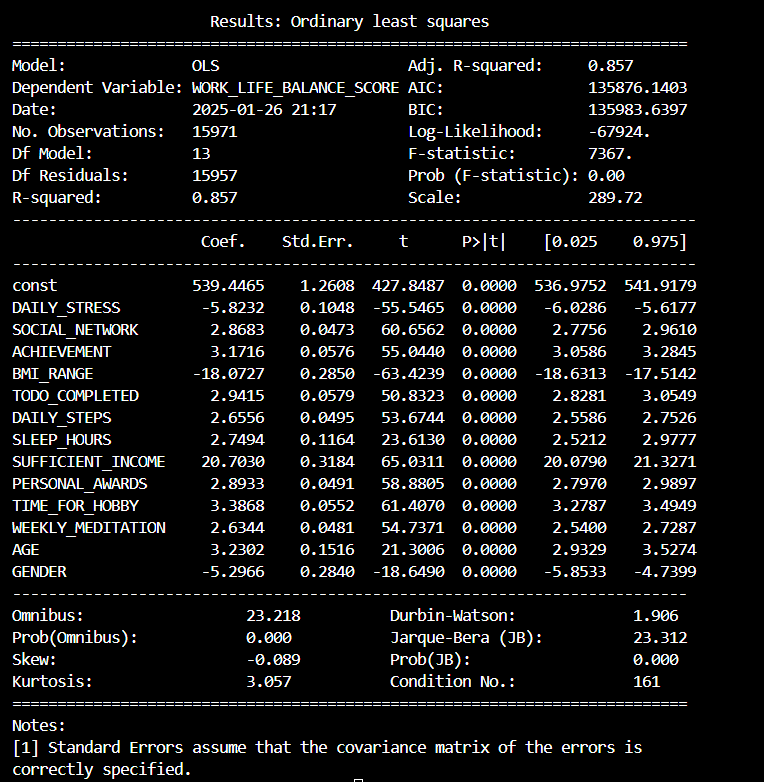 Results: Ordinary least squares
==========================================================================
Model: OLS Adj. R-squared: 0.857
Dependent Variable: WORK_LIFE_BALANCE_SCORE AIC: 135876.1403
Date: 2025-01-26 21:17 BIC: 135983.6397
No. Observations: 15971 Log-Likelihood: -67924.
Df Model: 13 F-statistic: 7367.
Df Residuals: 15957 Prob (F-statistic): 0.00
R-squared: 0.857 Scale: 289.72
---------------------------------------------------------------------------
Coef. Std.Err. t P>|t| [0.025 0.975]
---------------------------------------------------------------------------
const 539.4465 1.2608 427.8487 0.0000 536.9752 541.9179
DAILY_STRESS -5.8232 0.1048 -55.5465 0.0000 -6.0286 -5.6177
SOCIAL_NETWORK 2.8683 0.0473 60.6562 0.0000 2.7756 2.9610
ACHIEVEMENT 3.1716 0.0576 55.0440 0.0000 3.0586 3.2845
BMI_RANGE -18.0727 0.2850 -63.4239 0.0000 -18.6313 -17.5142
TODO_COMPLETED 2.9415 0.0579 50.8323 0.0000 2.8281 3.0549
DAILY_STEPS 2.6556 0.0495 53.6744 0.0000 2.5586 2.7526
SLEEP_HOURS 2.7494 0.1164 23.6130 0.0000 2.5212 2.9777
SUFFICIENT_INCOME 20.7030 0.3184 65.0311 0.0000 20.0790 21.3271
PERSONAL_AWARDS 2.8933 0.0491 58.8805 0.0000 2.7970 2.9897
TIME_FOR_HOBBY 3.3868 0.0552 61.4070 0.0000 3.2787 3.4949
WEEKLY_MEDITATION 2.6344 0.0481 54.7371 0.0000 2.5400 2.7287
AGE 3.2302 0.1516 21.3006 0.0000 2.9329 3.5274
GENDER -5.2966 0.2840 -18.6490 0.0000 -5.8533 -4.7399
--------------------------------------------------------------------------
Omnibus: 23.218 Durbin-Watson: 1.906
Prob(Omnibus): 0.000 Jarque-Bera (JB): 23.312
Skew: -0.089 Prob(JB): 0.000
Kurtosis: 3.057 Condition No.: 161
==========================================================================
Notes:
[1] Standard Errors assume that the covariance matrix of the errors is
correctly specified.